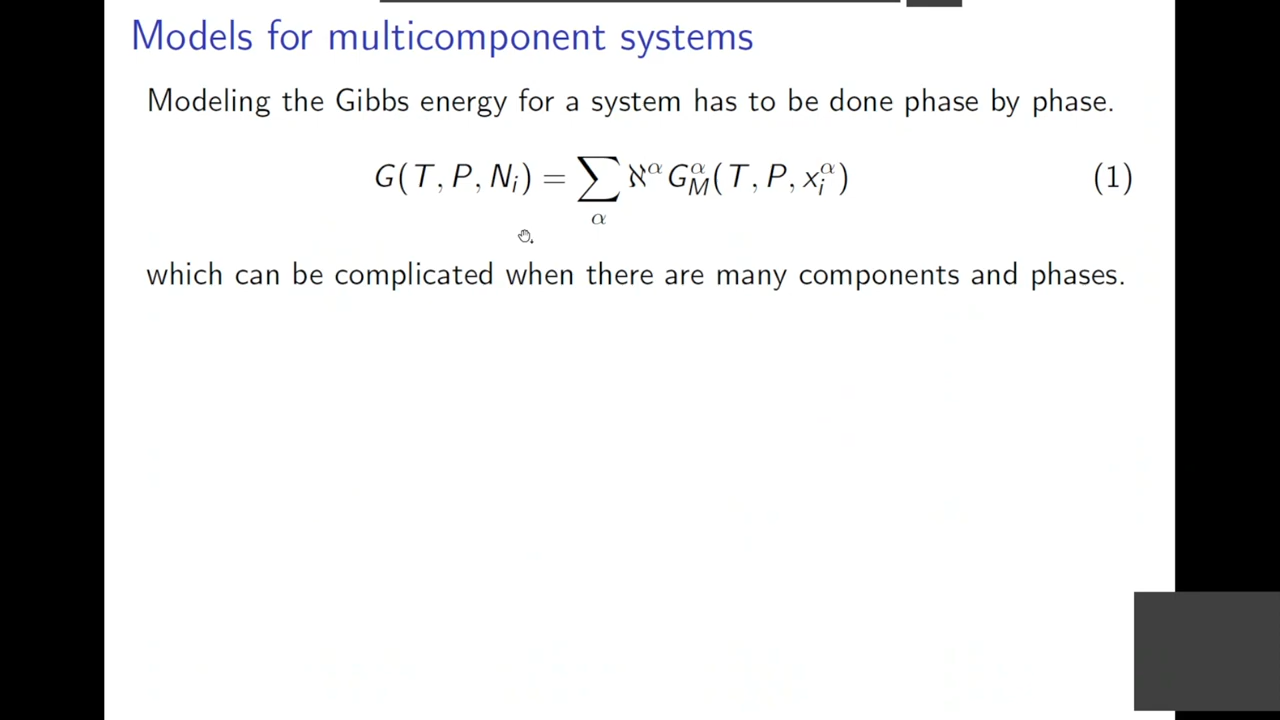 Models for multicomponent systems
Modeling the Gibbs energy for a system has to be done phase by phase.
G(T, P, N_i) = ∑_α ℵ^α G_M^α(T, P, x_i^α) (1)
which can be complicated when there are many components and phases.